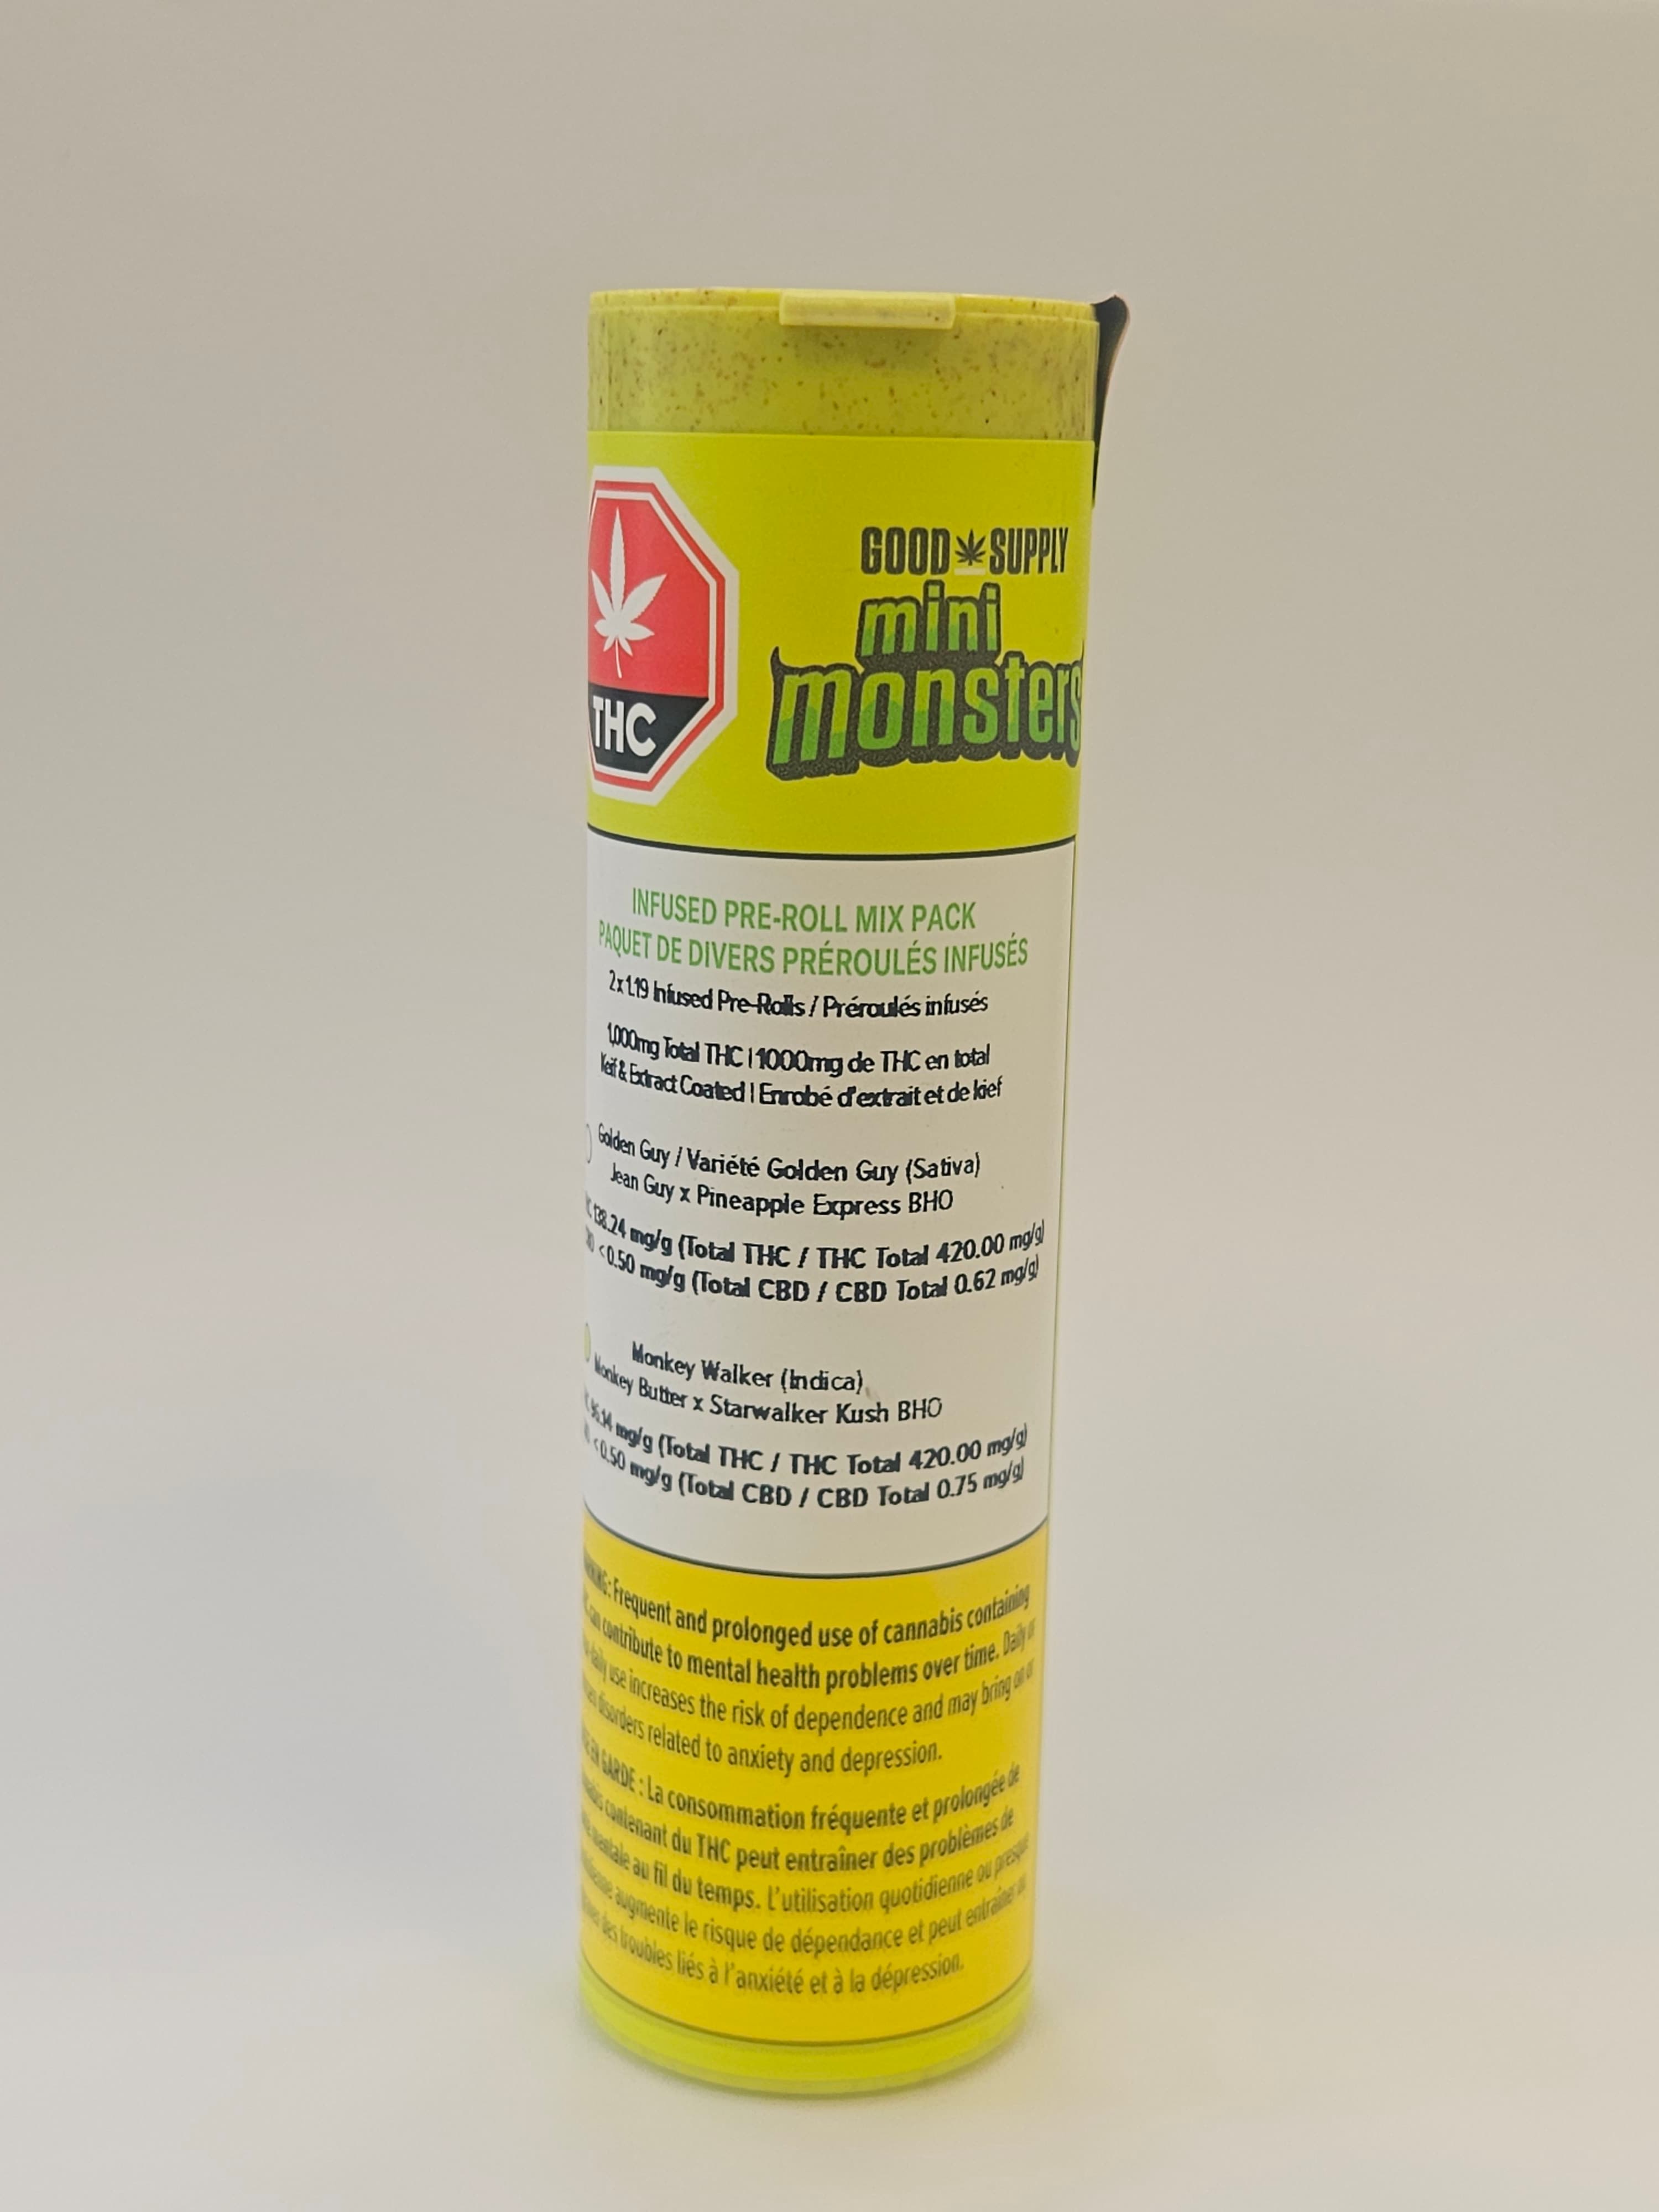 GOOD SUPPLY
mini
monsters
THC
INFUSED PRE-ROLL MIX PACK
PAQUET DE DIVERS PRÉROULÉS INFUSÉS
2x1.19 Infused Pre-Rolls / Préroulés infusés
1,000mg Total THC | 1000mg de THC en total
Keif & Extract Coated | Enrobé d'extrait et de kief
Golden Guy / Variété Golden Guy (Sativa)
Jean Guy x Pineapple Express BHO
138.24 mg/g (Total THC / THC Total 420.00 mg/g)
<0.50 mg/g (Total CBD / CBD Total 0.62 mg/g)
Monkey Walker (Indica)
Monkey Butter x Starwalker Kush BHO
mg/g (Total THC / THC Total 420.00 mg/g)
<0.50 mg/g (Total CBD / CBD Total 0.75 mg/g)
Frequent and prolonged use of cannabis containing
can contribute to mental health problems over time. Daily or
use increases the risk of dependence and may bring on or
disorders related to anxiety and depression.
GARDE : La consommation fréquente et prolongée de
contenant du THC peut entraîner des problèmes de
mentale au fil du temps. L'utilisation quotidienne ou presque
augmente le risque de dépendance et peut entraîner
des troubles liés à l'anxiété et à la dépression.